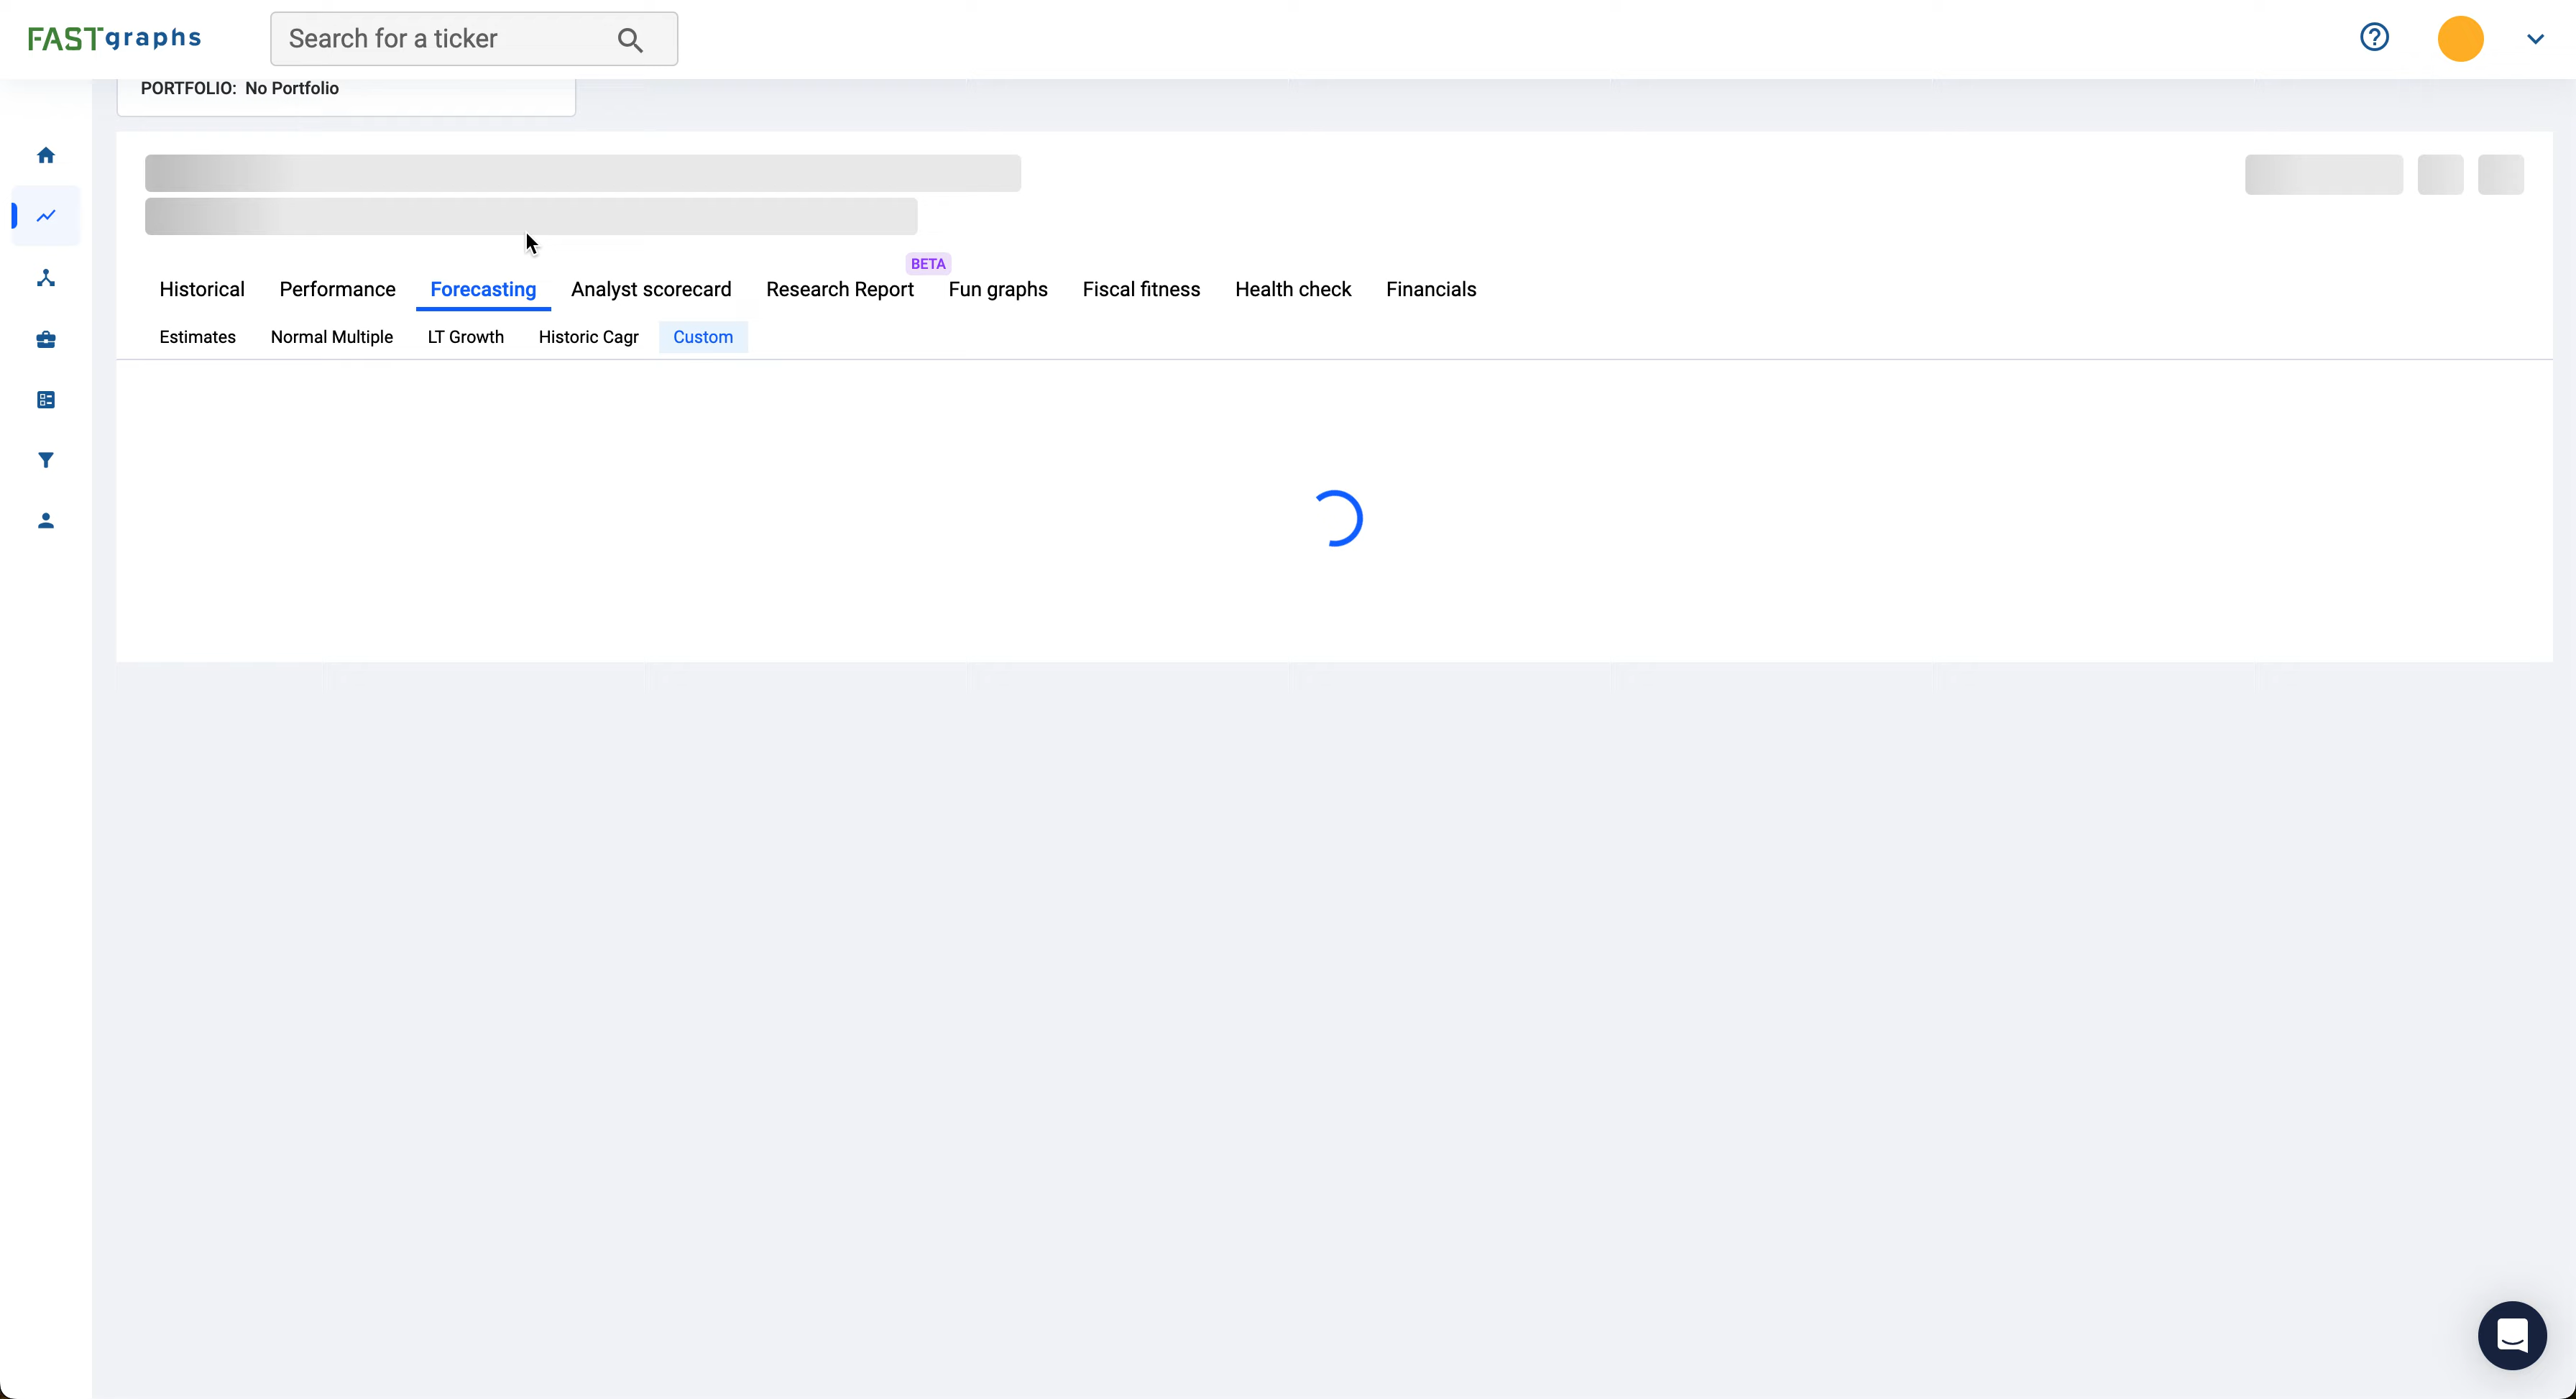 FASTgraphs
Search for a ticker
PORTFOLIO: No Portfolio
BETA
Historical Performance Forecasting Analyst scorecard Research Report Fun graphs Fiscal fitness Health check Financials
Estimates Normal Multiple LT Growth Historic Cagr Custom